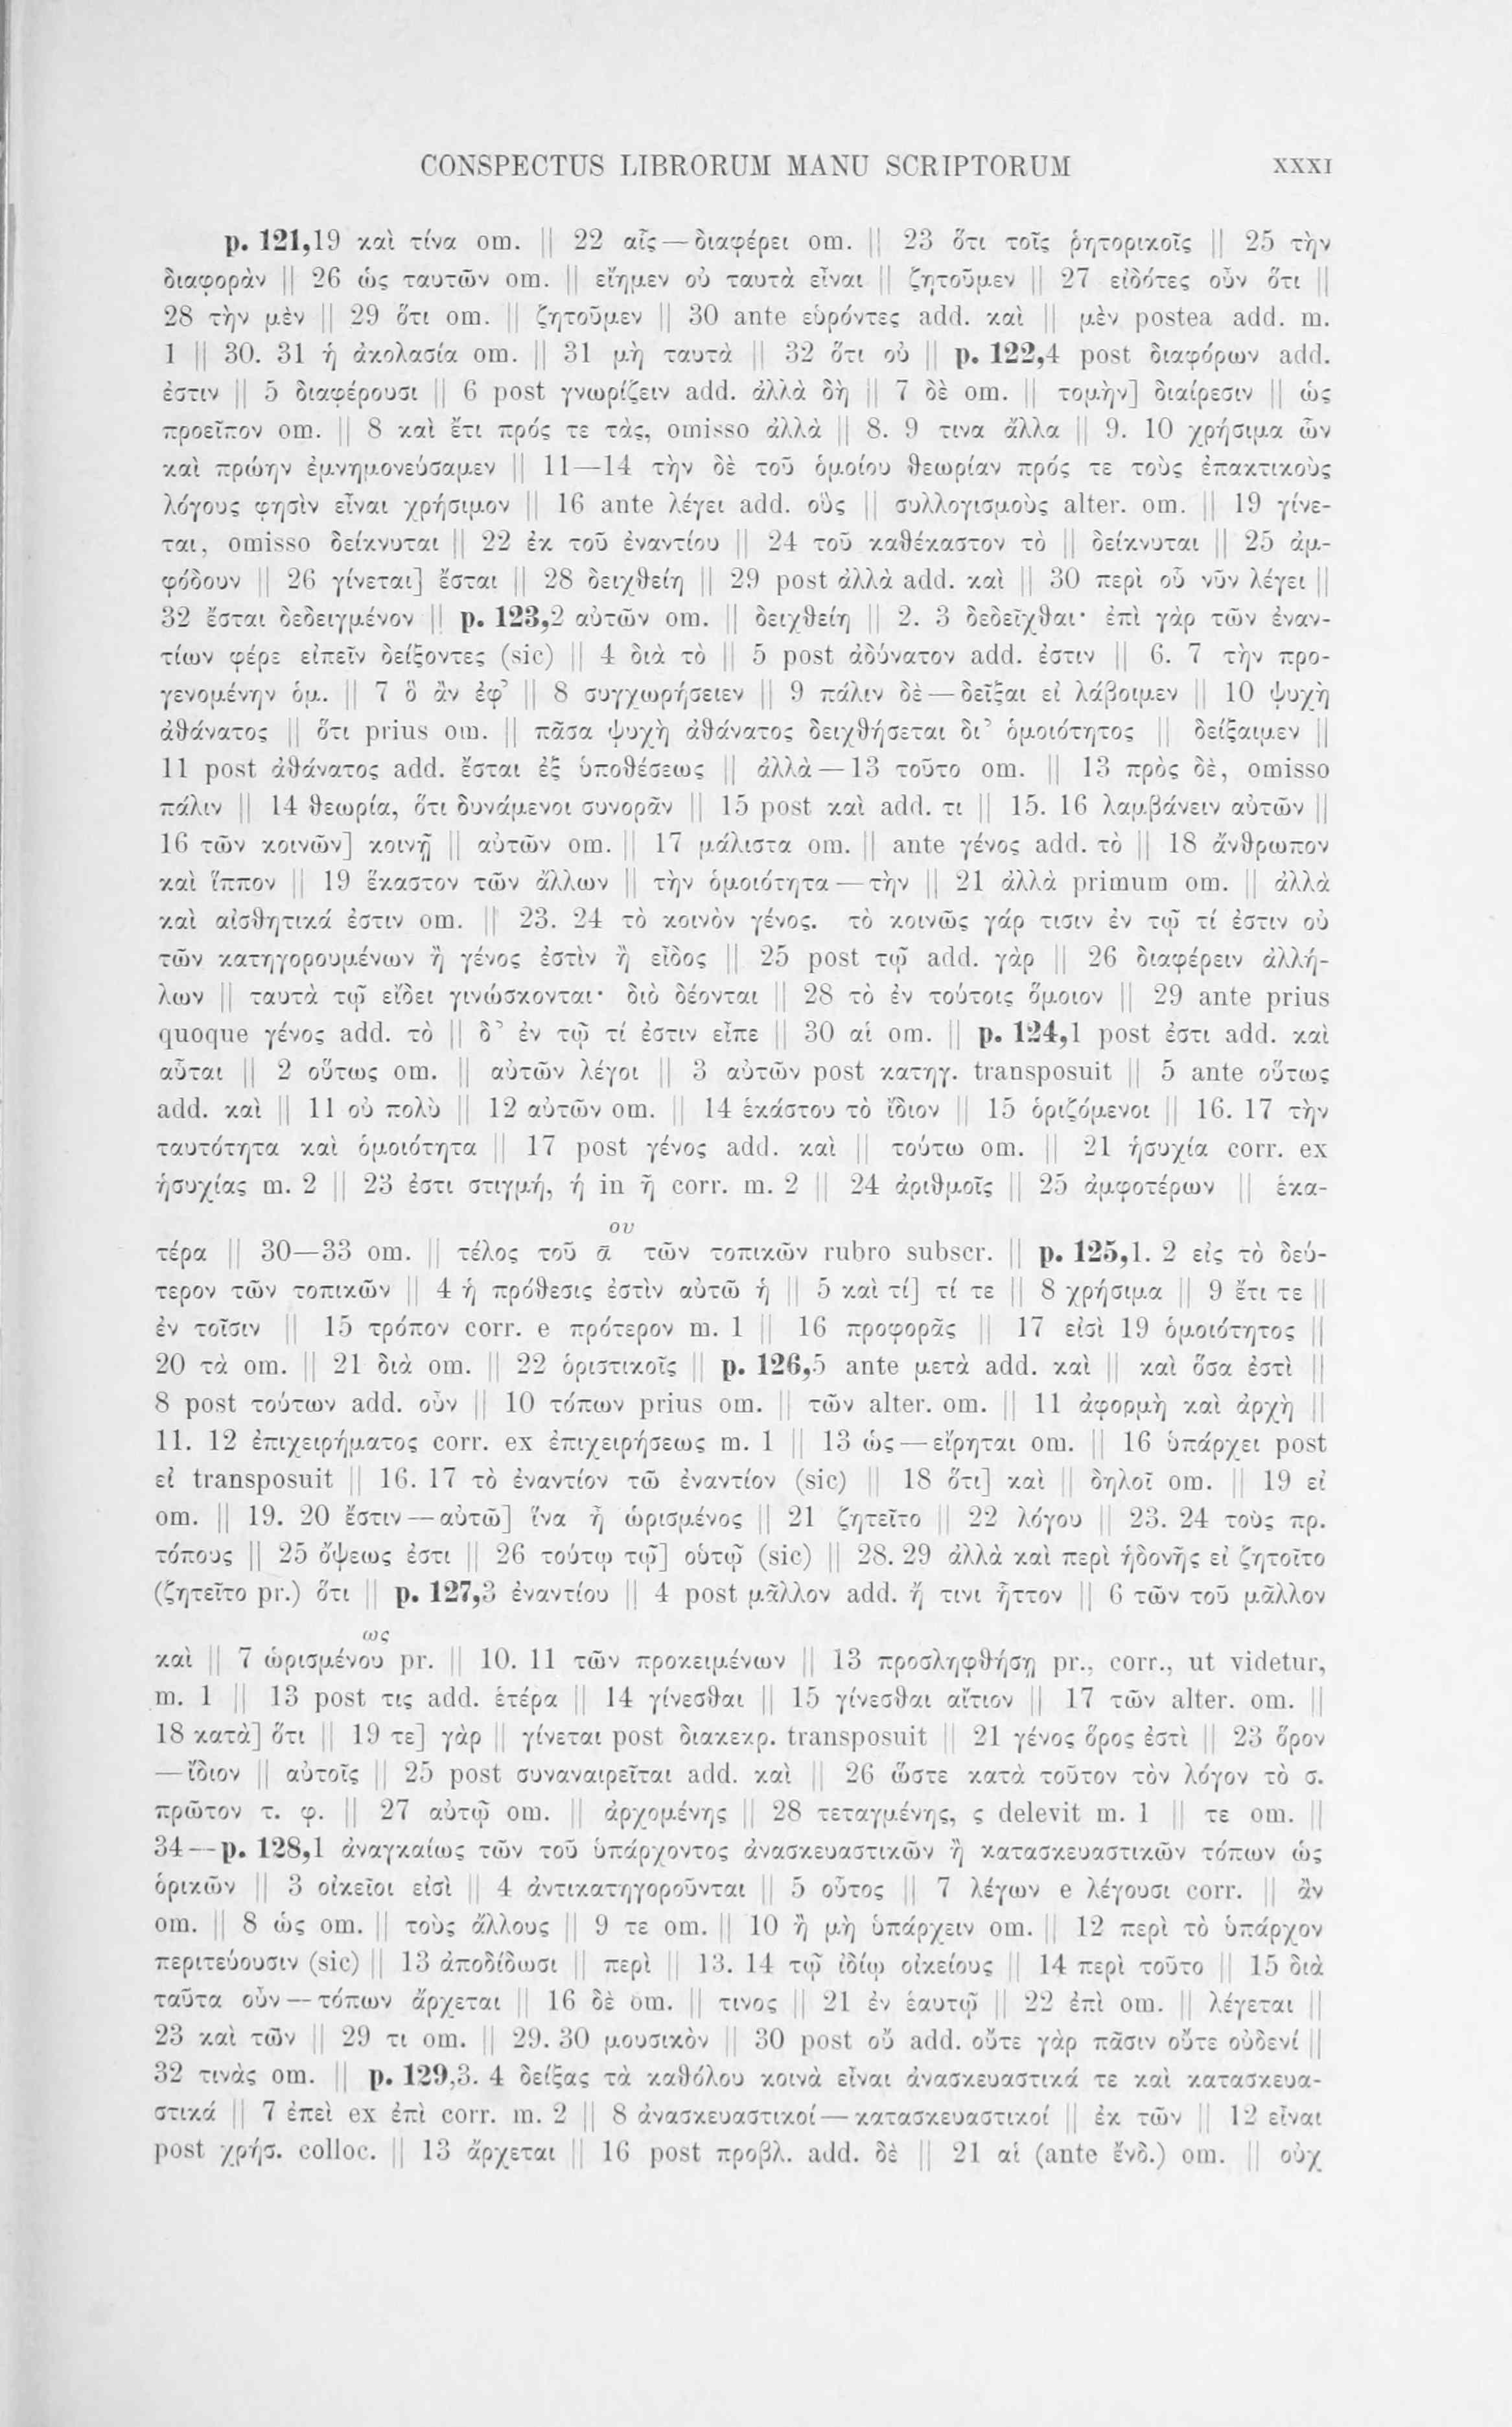 CONSPECTUS LIBRORUM MANU SCRIPTORUM XXXI
p. 121,19 καὶ τίνα om. || 22 αἷς — διαφέρει om. || 23 ὅτι τοῖς ῥητορικοῖς || 25 τὴν
διαφορὰν || 26 ὡς ταυτῶν om. || εἴημεν οὐ ταυτὰ εἶναι || ζητοῦμεν || 27 εἰδότες οὖν ὅτι ||
28 τὴν μὲν || 29 ὅτι om. || ζητοῦμεν || 30 ante εὑρόντες add. καὶ || μὲν postea add. m.
1 || 30. 31 ἡ ἀκολασία om. || 31 μὴ ταυτὰ || 32 ὅτι οὐ || p. 122,4 post διαφόρων add.
ἐστιν || 5 διαφέρουσι || 6 post γνωρίζειν add. ἀλλὰ δὴ || 7 δὲ om. || τομὴν] διαίρεσιν || ὡς
προεῖπον om. || 8 καὶ ἔτι πρός τε τὰς, omisso ἀλλὰ || 8. 9 τινα ἄλλα || 9. 10 χρήσιμα ὧν
καὶ πρώην ἐμνημονεύσαμεν || 11—14 τὴν δὲ τοῦ ὁμοίου ϑεωρίαν πρός τε τοὺς ἐπακτικοὺς
λόγους φησὶν εἶναι χρήσιμον || 16 ante λέγει add. οὓς || συλλογισμοὺς alter. om. || 19 γίνε-
ται, omisso δείκνυται || 22 ἐκ τοῦ ἐναντίου || 24 τοῦ καϑέκαστον τὸ || δείκνυται || 25 ἀμ-
φόδουν || 26 γίνεται] ἔσται || 28 δειχϑείη || 29 post ἀλλὰ add. καὶ || 30 περὶ οὗ νῦν λέγει ||
32 ἔσται δεδειγμένον || p. 123,2 αὐτῶν om. || δειχϑείη || 2. 3 δεδεῖχϑαι· ἐπὶ γὰρ τῶν ἐναν-
τίων φέρε εἰπεῖν δείξοντες (sic) || 4 διὰ τὸ || 5 post ἀδύνατον add. ἐστιν || 6. 7 τὴν προ-
γενομένην ὁμ. || 7 ὃ ἂν ἐφ’ || 8 συγχωρήσειεν || 9 πάλιν δὲ — δεῖξαι εἰ λάβοιμεν || 10 ψυχὴ
ἀϑάνατος || ὅτι prius om. || πᾶσα ψυχὴ ἀϑάνατος δειχϑήσεται δι’ ὁμοιότητος || δείξαιμεν ||
11 post ἀϑάνατος add. ἔσται ἐξ ὑποϑέσεως || ἀλλὰ — 13 τοῦτο om. || 13 πρὸς δὲ, omisso
πάλιν || 14 ϑεωρία, ὅτι δυνάμενοι συνορᾶν || 15 post καὶ add. τι || 15. 16 λαμβάνειν αὐτῶν ||
16 τῶν κοινῶν] κοινῇ || αὐτῶν om. || 17 μάλιστα om. || ante γένος add. τὸ || 18 ἄνϑρωπον
καὶ ἵππον || 19 ἕκαστον τῶν ἄλλων || τὴν ὁμοιότητα — τὴν || 21 ἀλλὰ primum om. || ἀλλὰ
καὶ αἰσϑητικά ἐστιν om. || 23. 24 τὸ κοινὸν γένος. τὸ κοινῶς γάρ τισιν ἐν τῷ τί ἐστιν οὐ
τῶν κατηγορουμένων ἢ γένος ἐστὶν ἢ εἶδος || 25 post τῷ add. γὰρ || 26 διαφέρειν ἀλλή-
λων || ταυτὰ τῷ εἴδει γινώσκονται· διὸ δέονται || 28 τὸ ἐν τούτοις ὅμοιον || 29 ante prius
quoque γένος add. τὸ || δ’ ἐν τῷ τί ἐστιν εἶπε || 30 αἱ om. || p. 124,1 post ἐστι add. καὶ
αὗται || 2 οὕτως om. || αὐτῶν λέγοι || 3 αὐτῶν post κατηγ. transposuit || 5 ante οὕτως
add. καὶ || 11 οὐ πολὺ || 12 αὐτῶν om. || 14 ἑκάστου τὸ ἴδιον || 15 ὁριζόμενοι || 16. 17 τὴν
ταυτότητα καὶ ὁμοιότητα || 17 post γένος add. καὶ || τούτω om. || 21 ἡσυχία corr. ex
ἡσυχίας m. 2 || 23 ἐστι στιγμή, ἡ in ῇ corr. m. 2 || 24 ἀριϑμοῖς || 25 ἀμφοτέρων || ἑκα-
ου
τέρα || 30—33 om. || τέλος τοῦ ᾱ τῶν τοπικῶν rubro subscr. || p. 125,1. 2 εἰς τὸ δεύ-
τερον τῶν τοπικῶν || 4 ἡ πρόϑεσις ἐστὶν αὐτῶ ἡ || 5 καὶ τί] τί τε || 8 χρήσιμα || 9 ἔτι τε ||
ἐν τοῖσιν || 15 τρόπον corr. e πρότερον m. 1 || 16 προφορᾶς || 17 εἰσὶ 19 ὁμοιότητος ||
20 τὰ om. || 21 διὰ om. || 22 ὁριστικοῖς || p. 126,5 ante μετὰ add. καὶ || καὶ ὅσα ἐστὶ ||
8 post τούτων add. οὖν || 10 τόπων prius om. || τῶν alter. om. || 11 ἀφορμὴ καὶ ἀρχὴ ||
11. 12 ἐπιχειρήματος corr. ex ἐπιχειρήσεως m. 1 || 13 ὡς — εἴρηται om. || 16 ὑπάρχει post
εἰ transposuit || 16. 17 τὸ ἐναντίον τῶ ἐναντίον (sic) || 18 ὅτι] καὶ || δηλοῖ om. || 19 εἰ
om. || 19. 20 ἔστιν — αὐτῶ] ἵνα ᾖ ὡρισμένος || 21 ζητεῖτο || 22 λόγου || 23. 24 τοὺς πρ.
τόπους || 25 ὄψεως ἐστι || 26 τούτῳ τῷ] οὑτῷ (sic) || 28. 29 ἀλλὰ καὶ περὶ ἡδονῆς εἰ ζητοῖτο
(ζητεῖτο pr.) ὅτι || p. 127,3 ἐναντίου || 4 post μᾶλλον add. ἤ τινι ἧττον || 6 τῶν τοῦ μᾶλλον
ως
καὶ || 7 ὡρισμένου pr. || 10. 11 τῶν προκειμένων || 13 προσληφϑήσῃ pr., corr., ut videtur,
m. 1 || 13 post τις add. ἑτέρα || 14 γίνεσϑαι || 15 γίνεσϑαι αἴτιον || 17 τῶν alter. om. ||
18 κατὰ] ὅτι || 19 τε] γὰρ || γίνεται post διακεκρ. transposuit || 21 γένος ὅρος ἐστὶ || 23 ὅρον
— ἴδιον || αὐτοῖς || 25 post συναναιρεῖται add. καὶ || 26 ὥστε κατὰ τοῦτον τὸν λόγον τὸ σ.
πρῶτον τ. φ. || 27 αὐτῷ om. || ἀρχομένης || 28 τεταγμένης, ς delevit m. 1 || τε om. ||
34 — p. 128,1 ἀναγκαίως τῶν τοῦ ὑπάρχοντος ἀνασκευαστικῶν ἢ κατασκευαστικῶν τόπων ὡς
ὁρικῶν || 3 οἰκεῖοι εἰσὶ || 4 ἀντικατηγοροῦνται || 5 οὗτος || 7 λέγων e λέγουσι corr. || ἂν
om. || 8 ὡς om. || τοὺς ἄλλους || 9 τε om. || 10 ἢ μὴ ὑπάρχειν om. || 12 περὶ τὸ ὑπάρχον
περιτεύουσιν (sic) || 13 ἀποδίδωσι || περὶ || 13. 14 τῷ ἰδίῳ οἰκείους || 14 περὶ τοῦτο || 15 διὰ
ταῦτα οὖν — τόπων ἄρχεται || 16 δὲ om. || τινος || 21 ἐν ἑαυτῷ || 22 ἐπὶ om. || λέγεται ||
23 καὶ τῶν || 29 τι om. || 29. 30 μουσικὸν || 30 post οὔ add. οὔτε γὰρ πᾶσιν οὔτε οὐδενί ||
32 τινὰς om. || p. 129,3. 4 δείξας τὰ καϑόλου κοινὰ εἶναι ἀνασκευαστικά τε καὶ κατασκευα-
στικά || 7 ἐπεὶ ex ἐπὶ corr. m. 2 || 8 ἀνασκευαστικοί — κατασκευαστικοί || ἐκ τῶν || 12 εἶναι
post χρήσ. colloc. || 13 ἄρχεται || 16 post προβλ. add. δὲ || 21 αἱ (ante ἔνδ.) om. || οὐχ